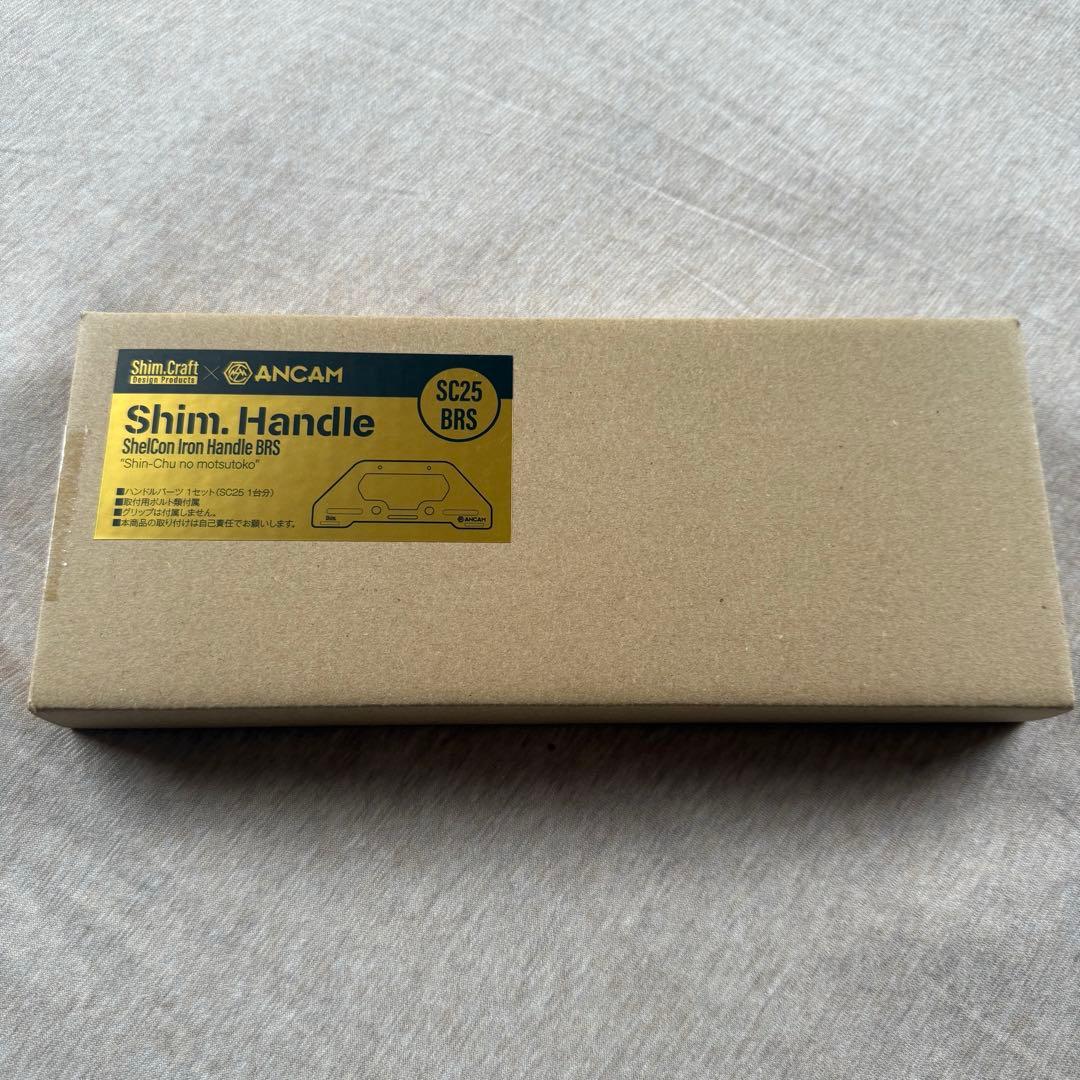 Shim.Craft × ANCAM
Design Products
SC25
BRS
Shim. Handle
ShelCon Iron Handle BRS
"Shin-Chu no motsutoko"
■ハンドルパーツ 1セット(SC25 1台分)
■取付用ボルト類付属
■グリップは付属しません。
■本商品の取り付けは自己責任でお願いします。
Shim.
ANCAM